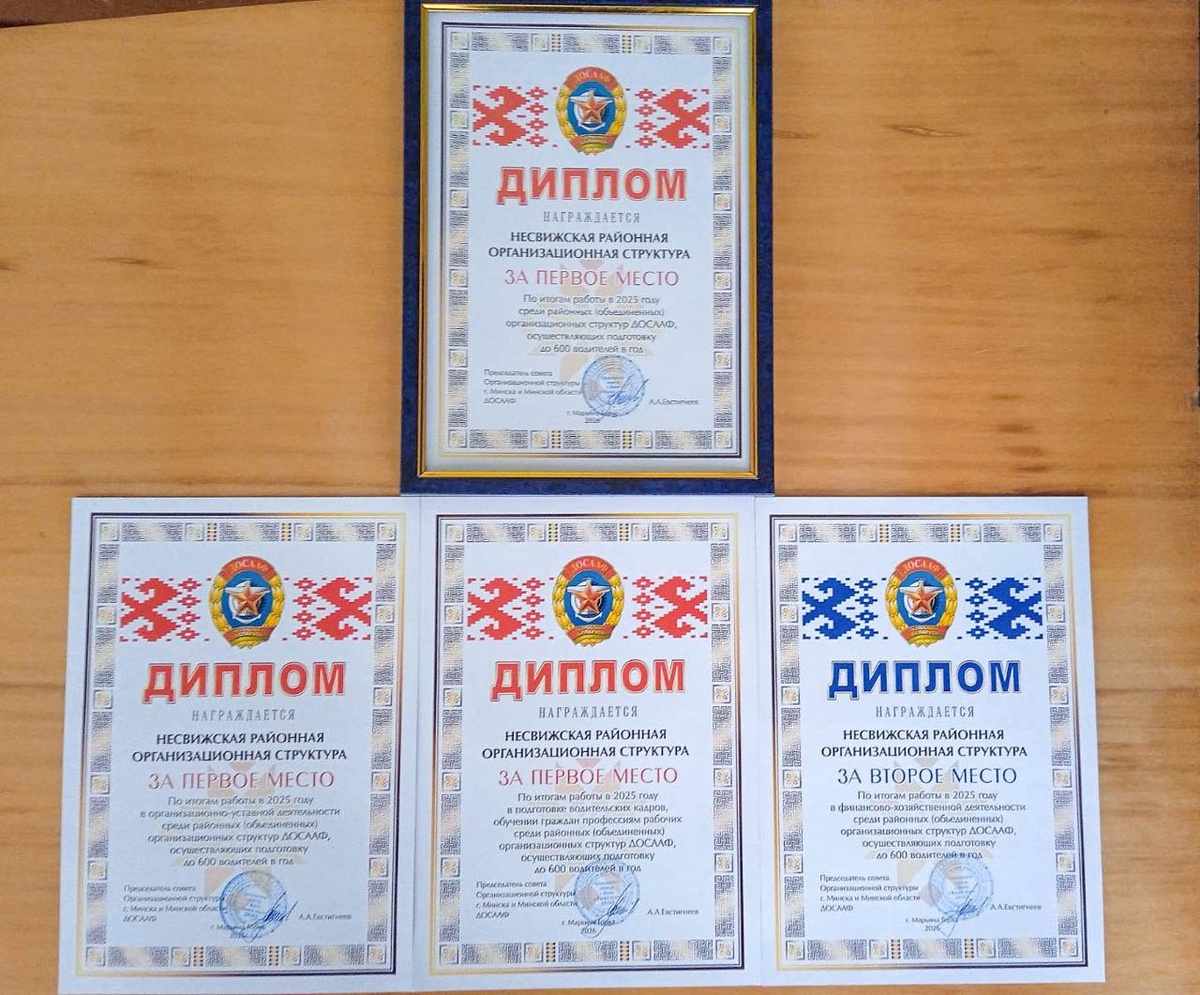 ДОСААФ
ДИПЛОМ
НАГРАЖДАЕТСЯ
НЕСВИЖСКАЯ РАЙОННАЯ
ОРГАНИЗАЦИОННАЯ СТРУКТУРА
ЗА ПЕРВОЕ МЕСТО
По итогам работы в 2025 году
среди районных (объединенных)
организационных структур ДОСААФ,
осуществляющих подготовку
до 600 водителей в год
Председатель совета
Организационной структуры
г. Минска и Минской области
ДОСААФ
А.А.Евстигнеев
г. Марьина Горка
2026
ДОСААФ
БЕЛАРУСЬ
ДИПЛОМ
НАГРАЖДАЕТСЯ
НЕСВИЖСКАЯ РАЙОННАЯ
ОРГАНИЗАЦИОННАЯ СТРУКТУРА
ЗА ПЕРВОЕ МЕСТО
По итогам работы в 2025 году
в организационно-уставной деятельности
среди районных (объединенных)
организационных структур ДОСААФ,
осуществляющих подготовку
до 600 водителей в год
Председатель совета
Организационной структуры
г. Минска и Минской области
ДОСААФ
А.А.Евстигнеев
г. Марьина Горка
2026
ДОСААФ
БЕЛАРУСЬ
ДИПЛОМ
НАГРАЖДАЕТСЯ
НЕСВИЖСКАЯ РАЙОННАЯ
ОРГАНИЗАЦИОННАЯ СТРУКТУРА
ЗА ПЕРВОЕ МЕСТО
По итогам работы в 2025 году
в подготовке водительских кадров,
обучении граждан профессиям рабочих
среди районных (объединенных)
организационных структур ДОСААФ,
осуществляющих подготовку
до 600 водителей в год
Председатель совета
Организационной структуры
г. Минска и Минской области
ДОСААФ
А.А.Евстигнеев
г. Марьина Горка
2026
ДОСААФ
БЕЛАРУСЬ
ДИПЛОМ
НАГРАЖДАЕТСЯ
НЕСВИЖСКАЯ РАЙОННАЯ
ОРГАНИЗАЦИОННАЯ СТРУКТУРА
ЗА ВТОРОЕ МЕСТО
По итогам работы в 2025 году
в финансово-хозяйственной деятельности
среди районных (объединенных)
организационных структур ДОСААФ,
осуществляющих подготовку
до 600 водителей в год
Председатель совета
Организационной структуры
г. Минска и Минской области
ДОСААФ
А.А.Евстигнеев
г. Марьина Горка
2026